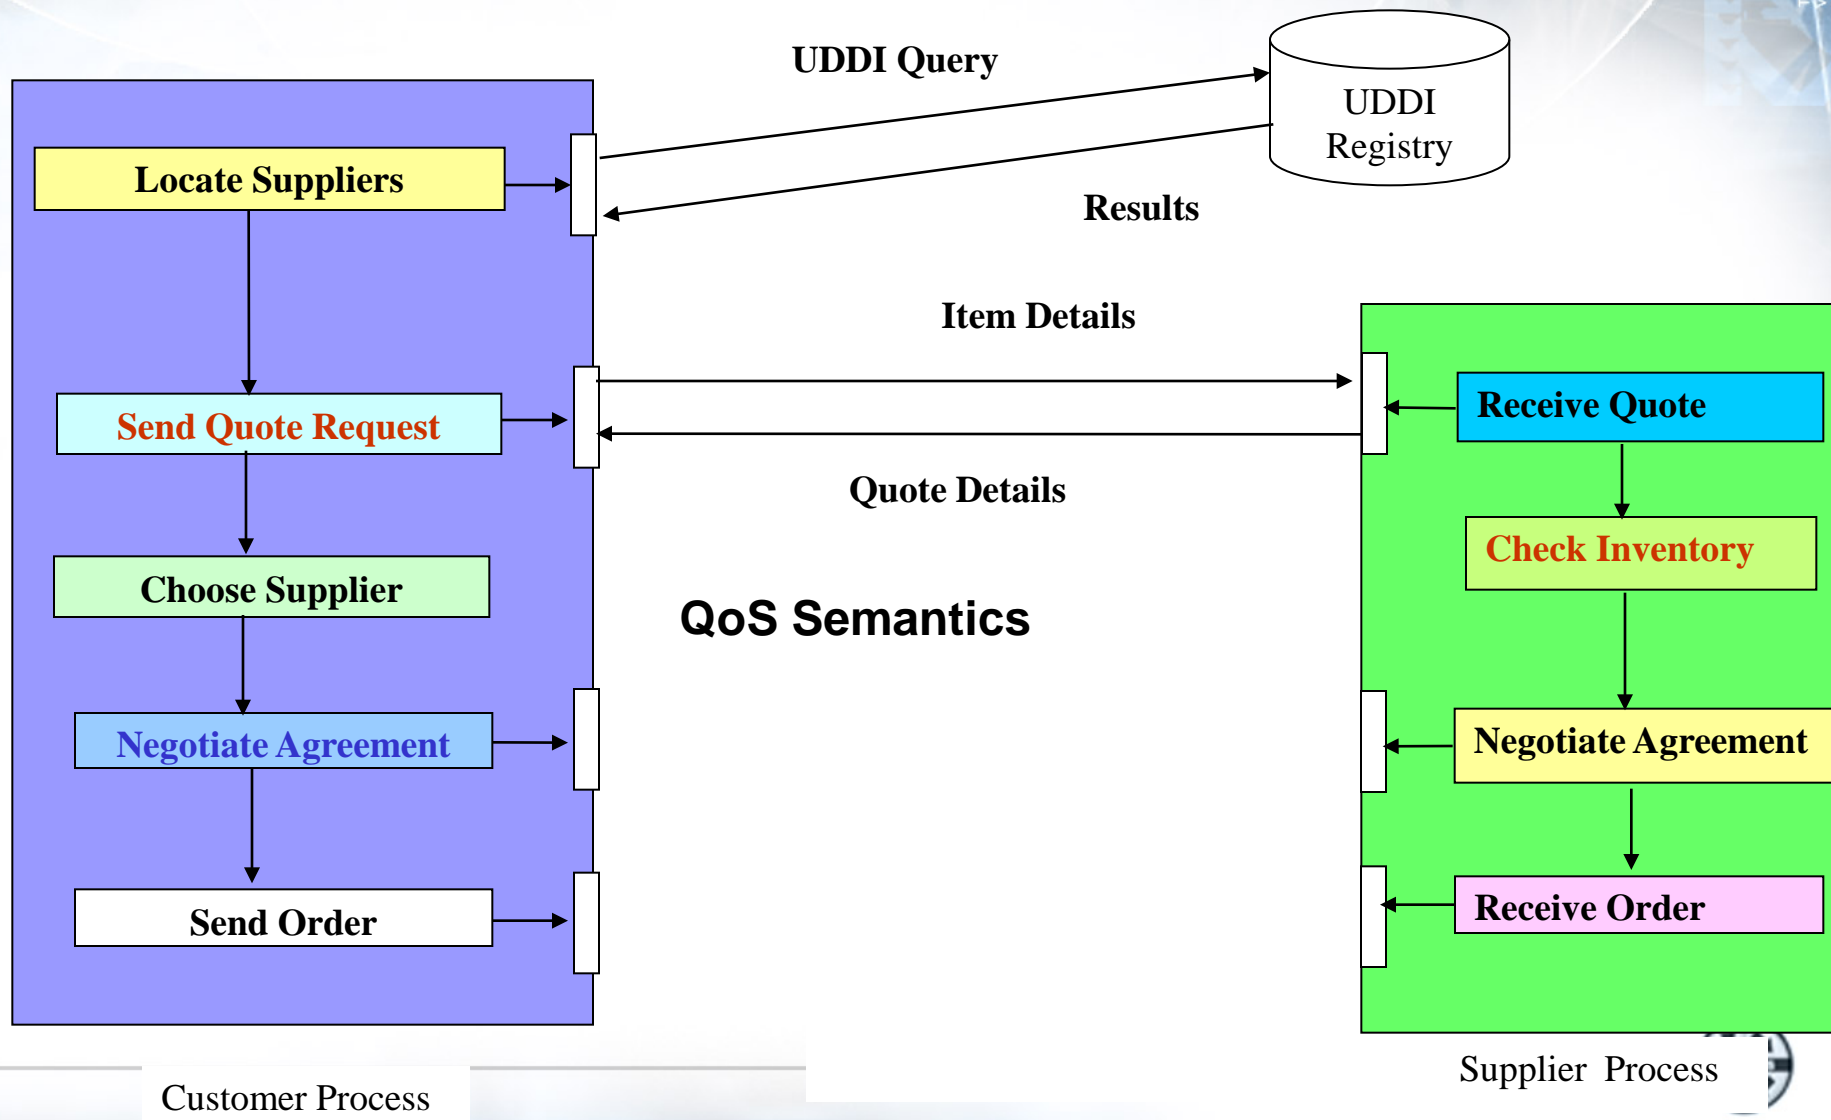 UDDI Query
UDDI
Registry
Locate Suppliers
Results
Item Details
Send Quote Request
Receive Quote
Quote Details
Check Inventory
Choose Supplier
QoS Semantics
Negotiate Agreement
Negotiate Agreement
Send Order
Receive Order
Supplier Process
Customer Process